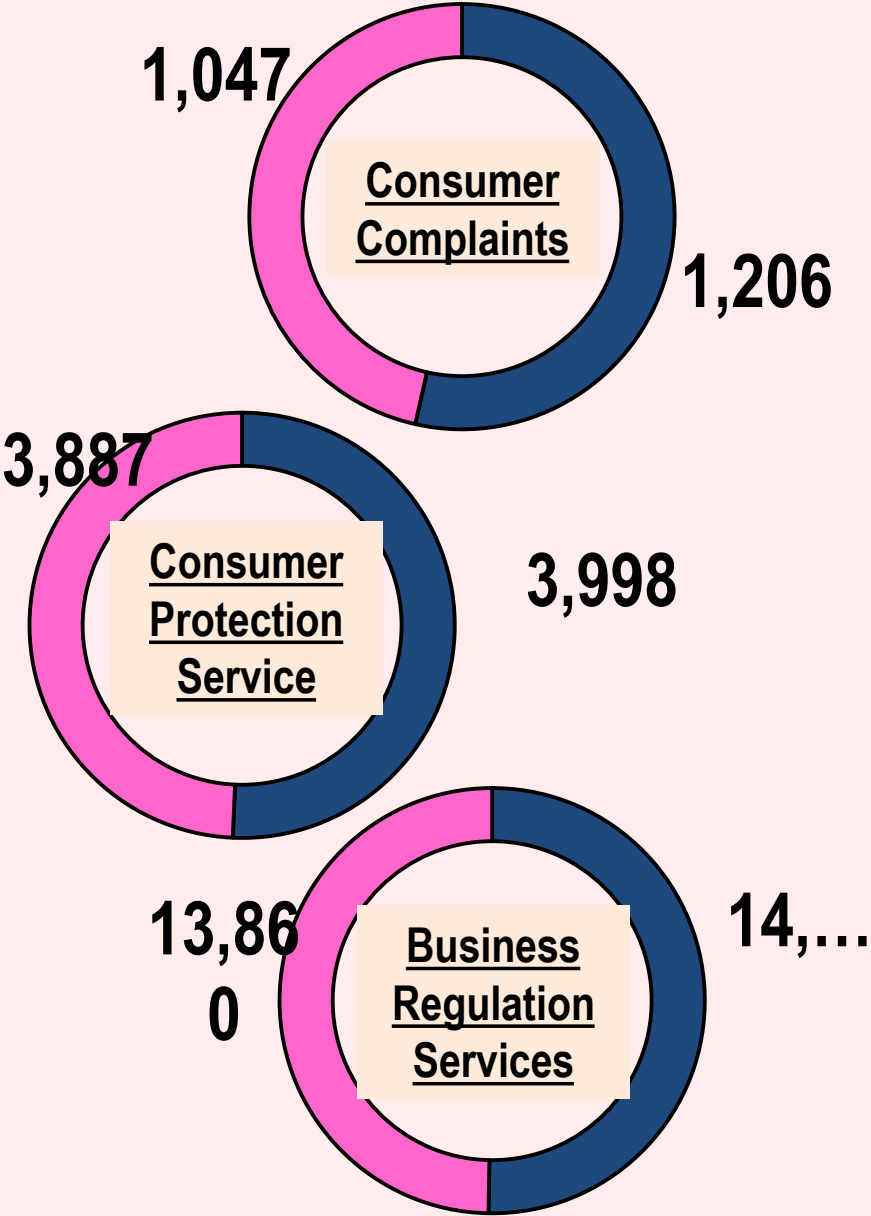 1,047
Consumer
Complaints
1,206
3,887
Consumer
Protection
Service
3,998
13,86
0
Business
Regulation
Services
14,…